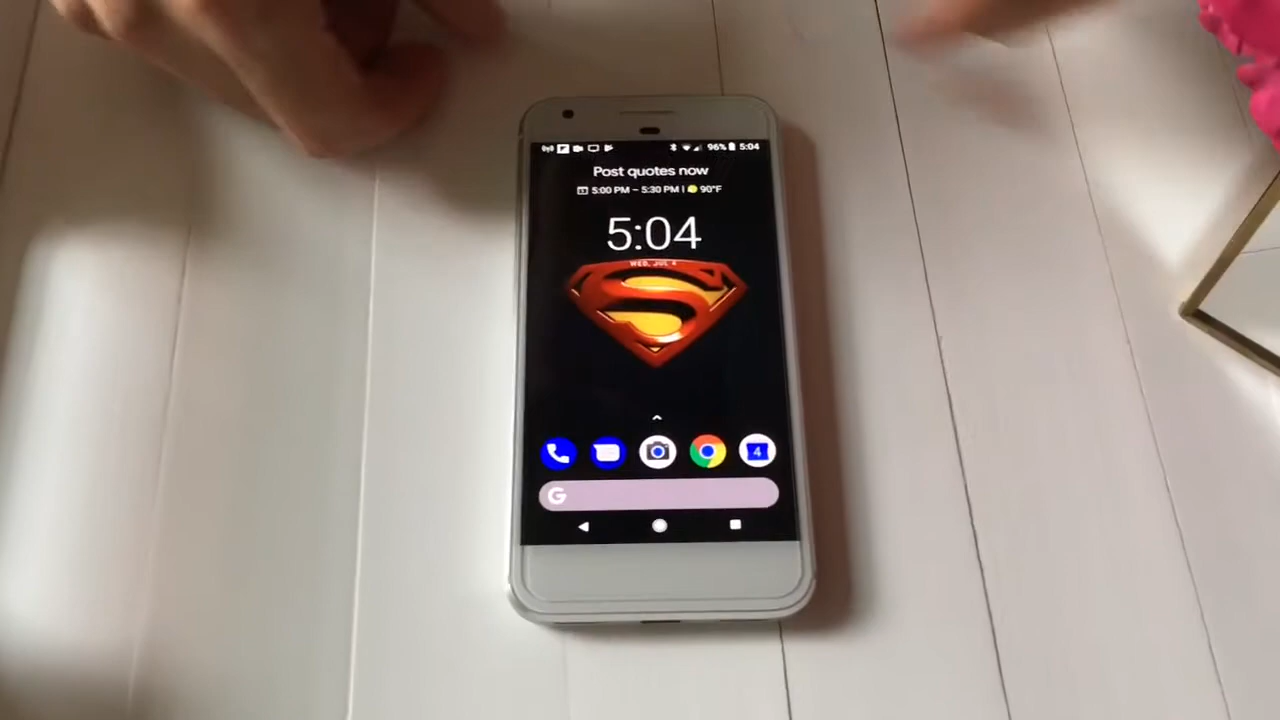 96% 5:04
Post quotes now
5:00 PM – 5:30 PM | 90°F
5:04
WED, JUL 4
S
4
G